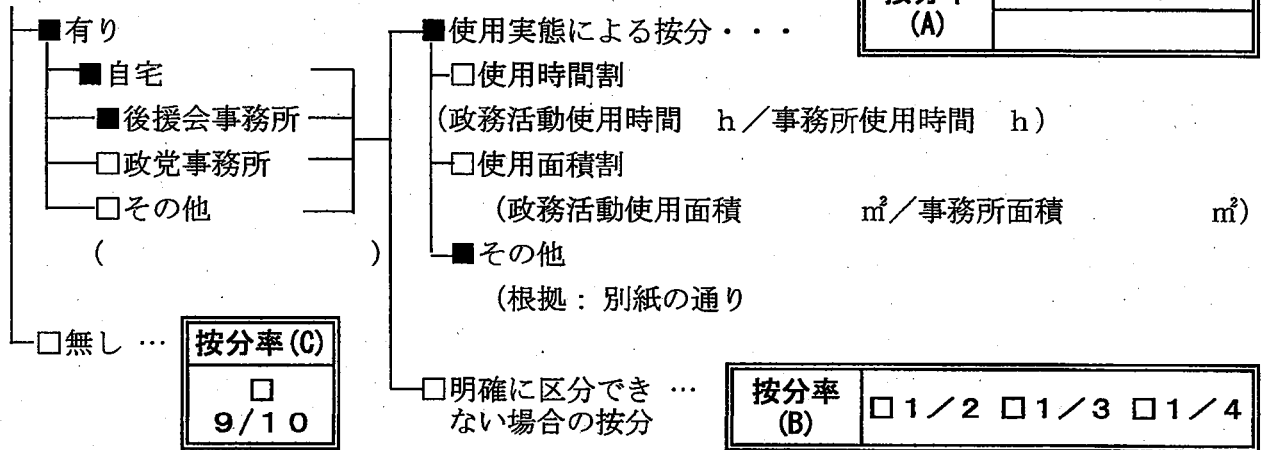 按分率
(A)
■有り
■自宅
■後援会事務所
□政党事務所
□その他
(　　　)
■使用実態による按分・・・
□使用時間割
(政務活動使用時間　h／事務所使用時間　h)
□使用面積割
(政務活動使用面積　㎡／事務所面積　㎡)
■その他
(根拠：別紙の通り
□無し …
按分率(C)
□
9/10
□明確に区分でき …
ない場合の按分
按分率
(B)
□1／2 □1／3 □1／4